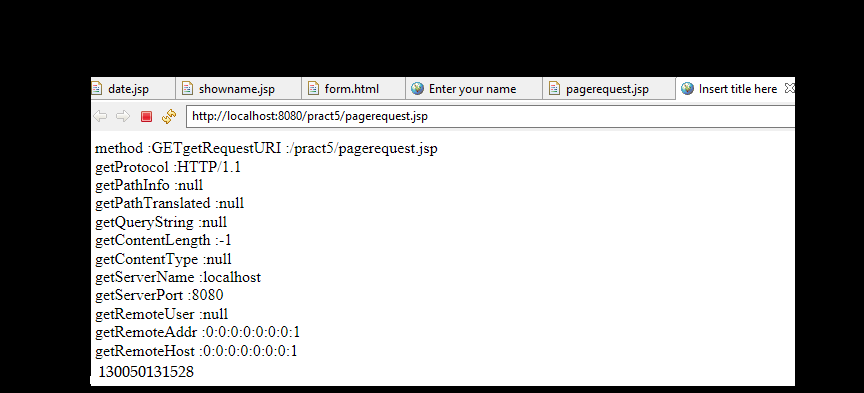 date.jsp showname.jsp form.html Enter your name pagerequest.jsp Insert title here
http://localhost:8080/pract5/pagerequest.jsp
method :GETgetRequestURI :/pract5/pagerequest.jsp
getProtocol :HTTP/1.1
getPathInfo :null
getPathTranslated :null
getQueryString :null
getContentLength :-1
getContentType :null
getServerName :localhost
getServerPort :8080
getRemoteUser :null
getRemoteAddr :0:0:0:0:0:0:0:1
getRemoteHost :0:0:0:0:0:0:0:1
130050131528